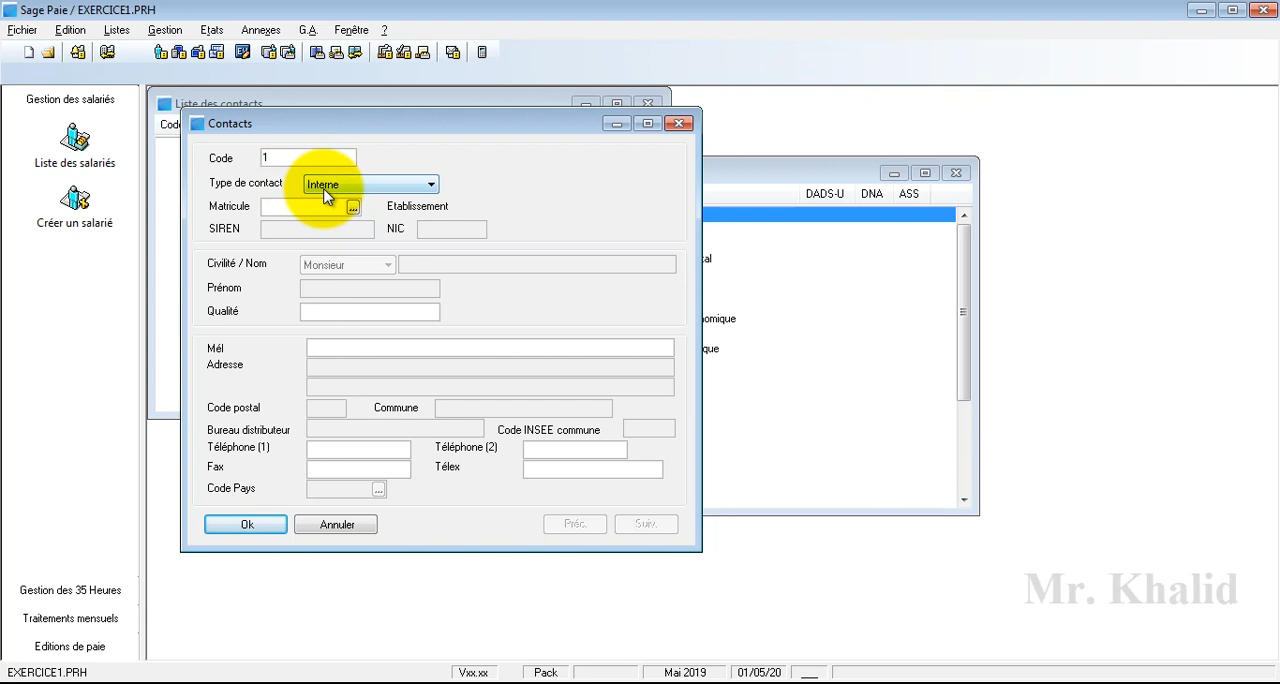 Sage Paie / EXERCICE1.PRH
Fichier Edition Listes Gestion Etats Annexes G.A. Fenêtre ?
Gestion des salariés
Liste des salariés
Créer un salarié
Gestion des 35 Heures
Traitements mensuels
Editions de paie
Liste des contacts
Code
Contacts
Code 1
Type de contact Interne
Matricule ... Etablissement
SIREN NIC
Civilité / Nom Monsieur
Prénom
Qualité
Mél
Adresse
Code postal Commune
Bureau distributeur Code INSEE commune
Téléphone (1) Téléphone (2)
Fax Télex
Code Pays ...
Ok Annuler Préc. Suiv.
DADS-U DNA ASS
Mr. Khalid
EXERCICE1.PRH Vxx.xx Pack Mai 2019 01/05/20